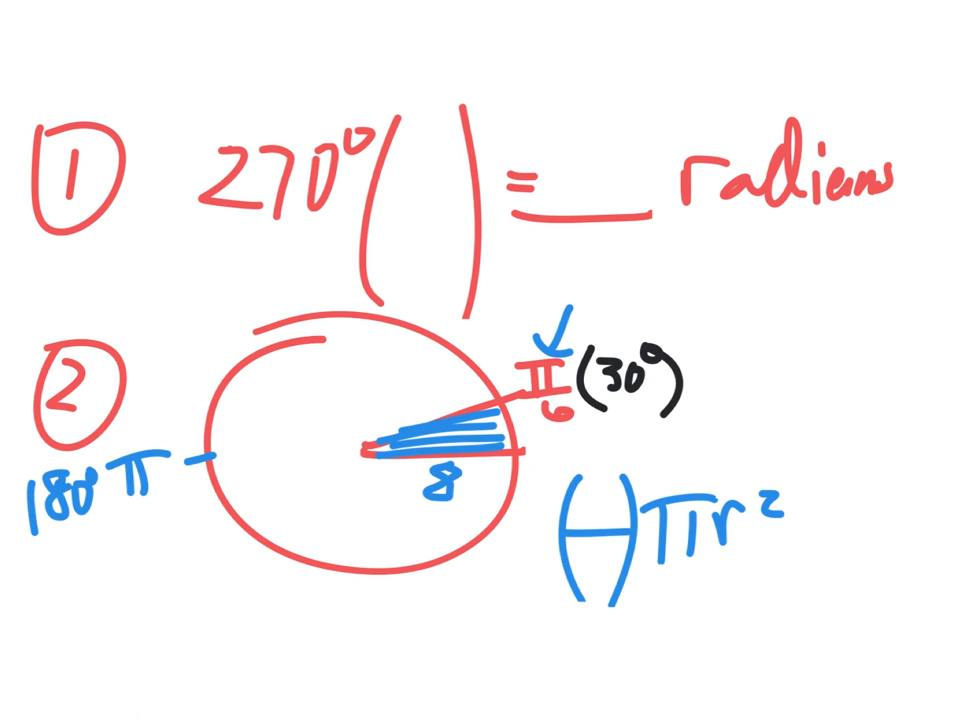 1 270° ( ) = ___ radians
2
π/6 (30°)
180° π
8
(—) πr²